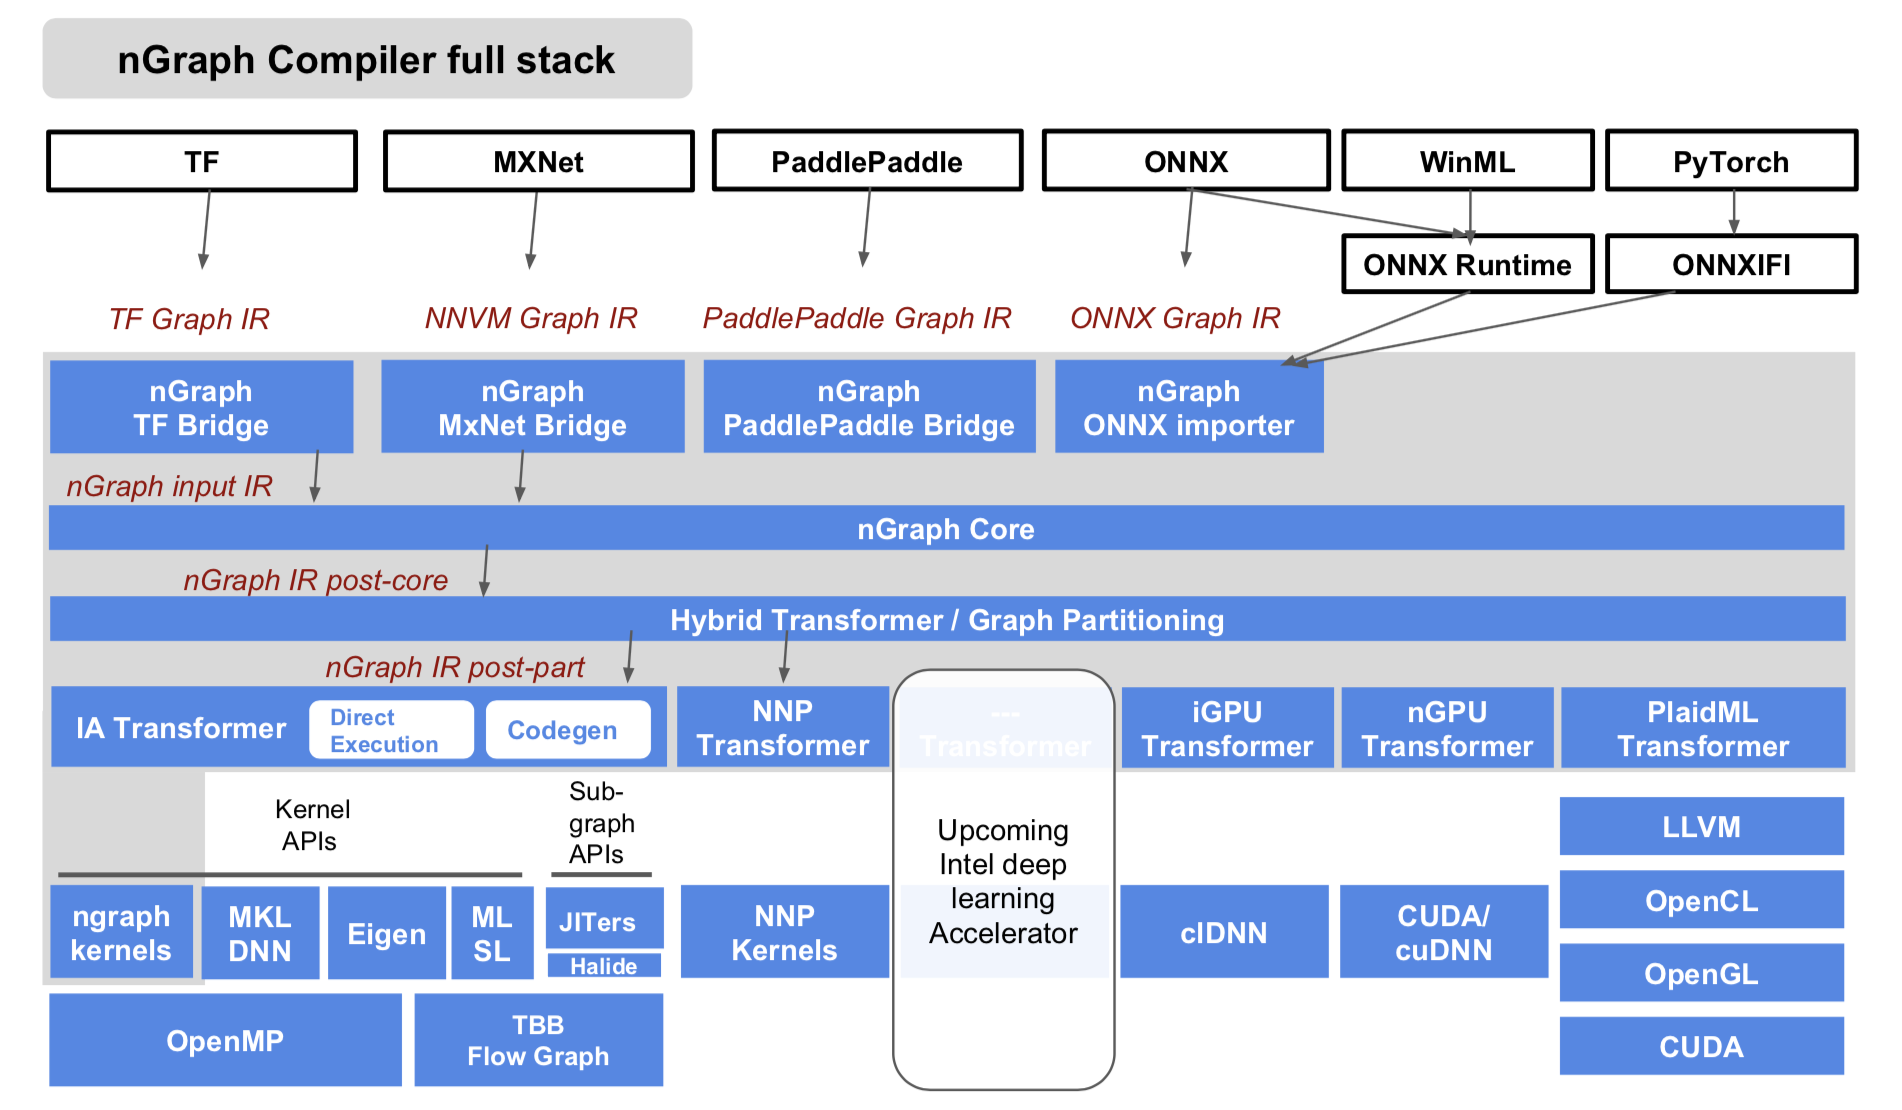 nGraph Compiler full stack
TF
MXNet
PaddlePaddle
ONNX
WinML
PyTorch
ONNX Runtime
ONNXIFI
TF Graph IR
NNVM Graph IR
PaddlePaddle Graph IR
ONNX Graph IR
nGraph
TF Bridge
nGraph
MxNet Bridge
nGraph
PaddlePaddle Bridge
nGraph
ONNX importer
nGraph input IR
nGraph Core
nGraph IR post-core
Hybrid Transformer / Graph Partitioning
nGraph IR post-part
IA Transformer
Direct
Execution
Codegen
NNP
Transformer
---
Transformer
iGPU
Transformer
nGPU
Transformer
PlaidML
Transformer
Kernel
APIs
Sub-
graph
APIs
Upcoming
Intel deep
learning
Accelerator
ngraph
kernels
MKL
DNN
Eigen
ML
SL
JITers
Halide
NNP
Kernels
clDNN
CUDA/
cuDNN
LLVM
OpenCL
OpenGL
CUDA
OpenMP
TBB
Flow Graph